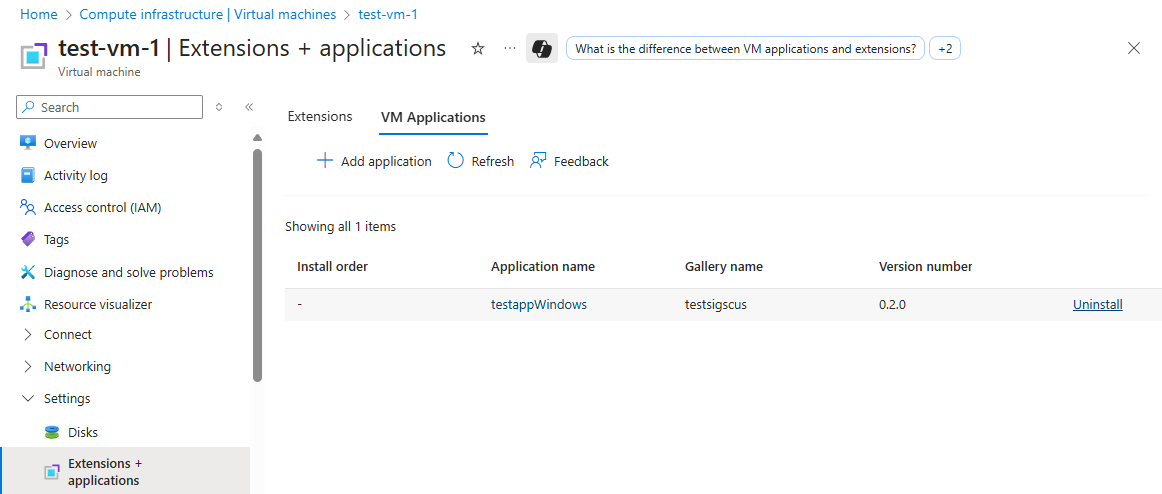 Home > Compute infrastructure | Virtual machines > test-vm-1
test-vm-1 | Extensions + applications
What is the difference between VM applications and extensions?
+2
Virtual machine
Search
Overview
Activity log
Access control (IAM)
Tags
Diagnose and solve problems
Resource visualizer
Connect
Networking
Settings
Disks
Extensions +
applications
Extensions VM Applications
Add application Refresh Feedback
Showing all 1 items
Install order Application name Gallery name Version number
- testappWindows testsigscus 0.2.0 Uninstall